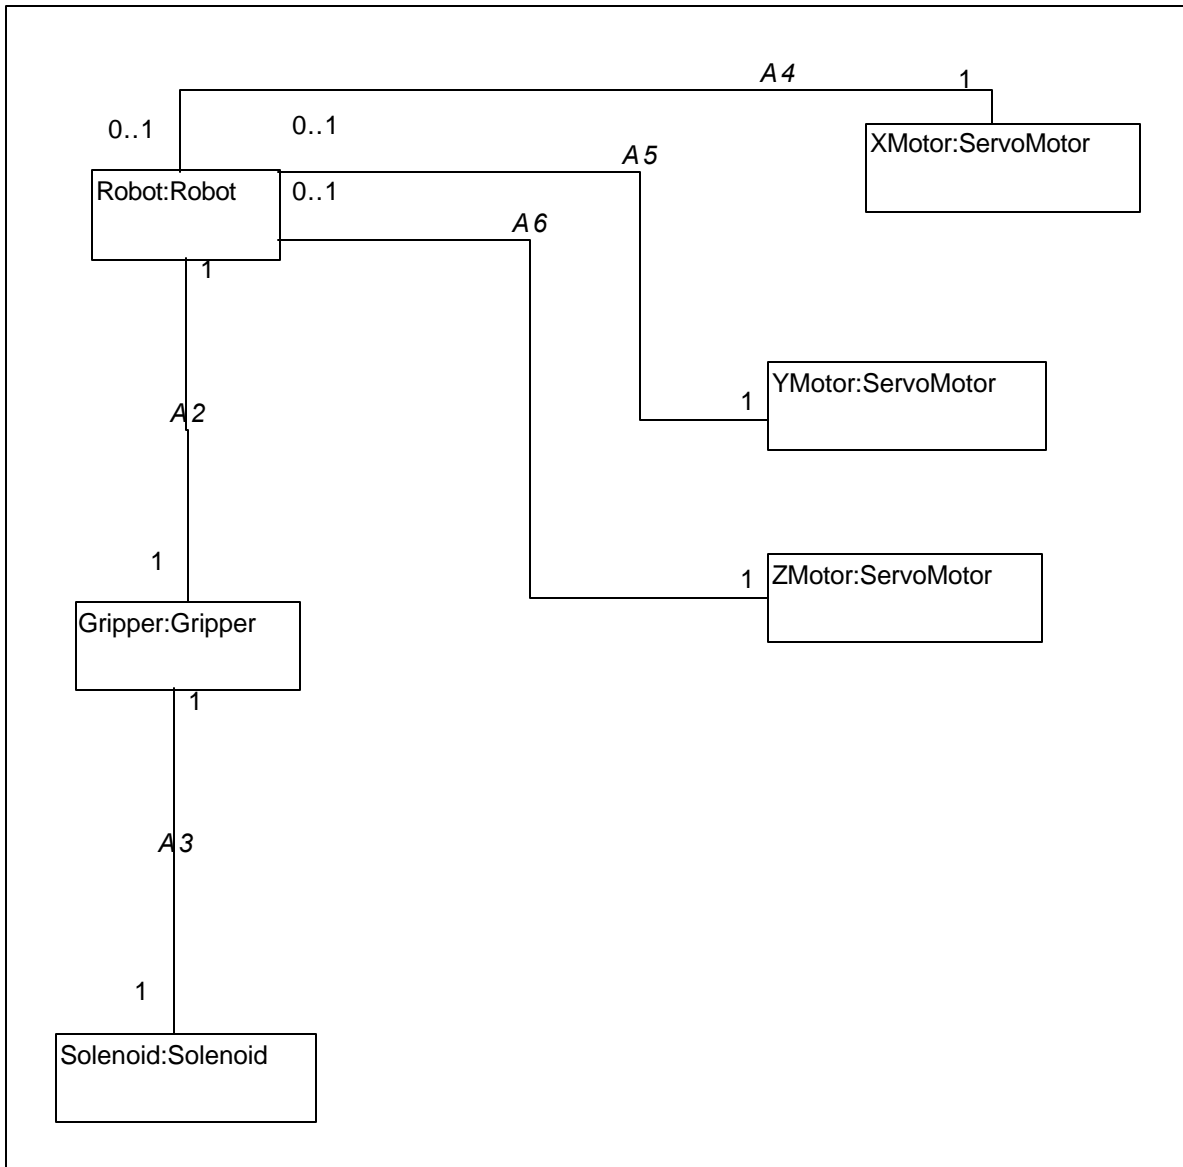 A4
1
0..1
0..1
XMotor:ServoMotor
A5
Robot:Robot
0..1
A6
1
YMotor:ServoMotor
1
A2
1
1
ZMotor:ServoMotor
Gripper:Gripper
1
A3
1
Solenoid:Solenoid